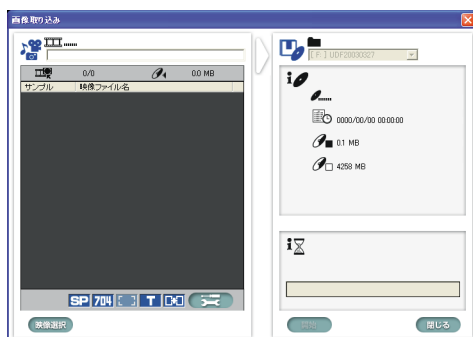 画像取り込み
0/0
0.0 MB
サンプル
映像ファイル名
SP 704 T
映像選択
[F:] UDF20030327
0000/00/00 00:00:00
0.1 MB
4258 MB
開始
閉じる